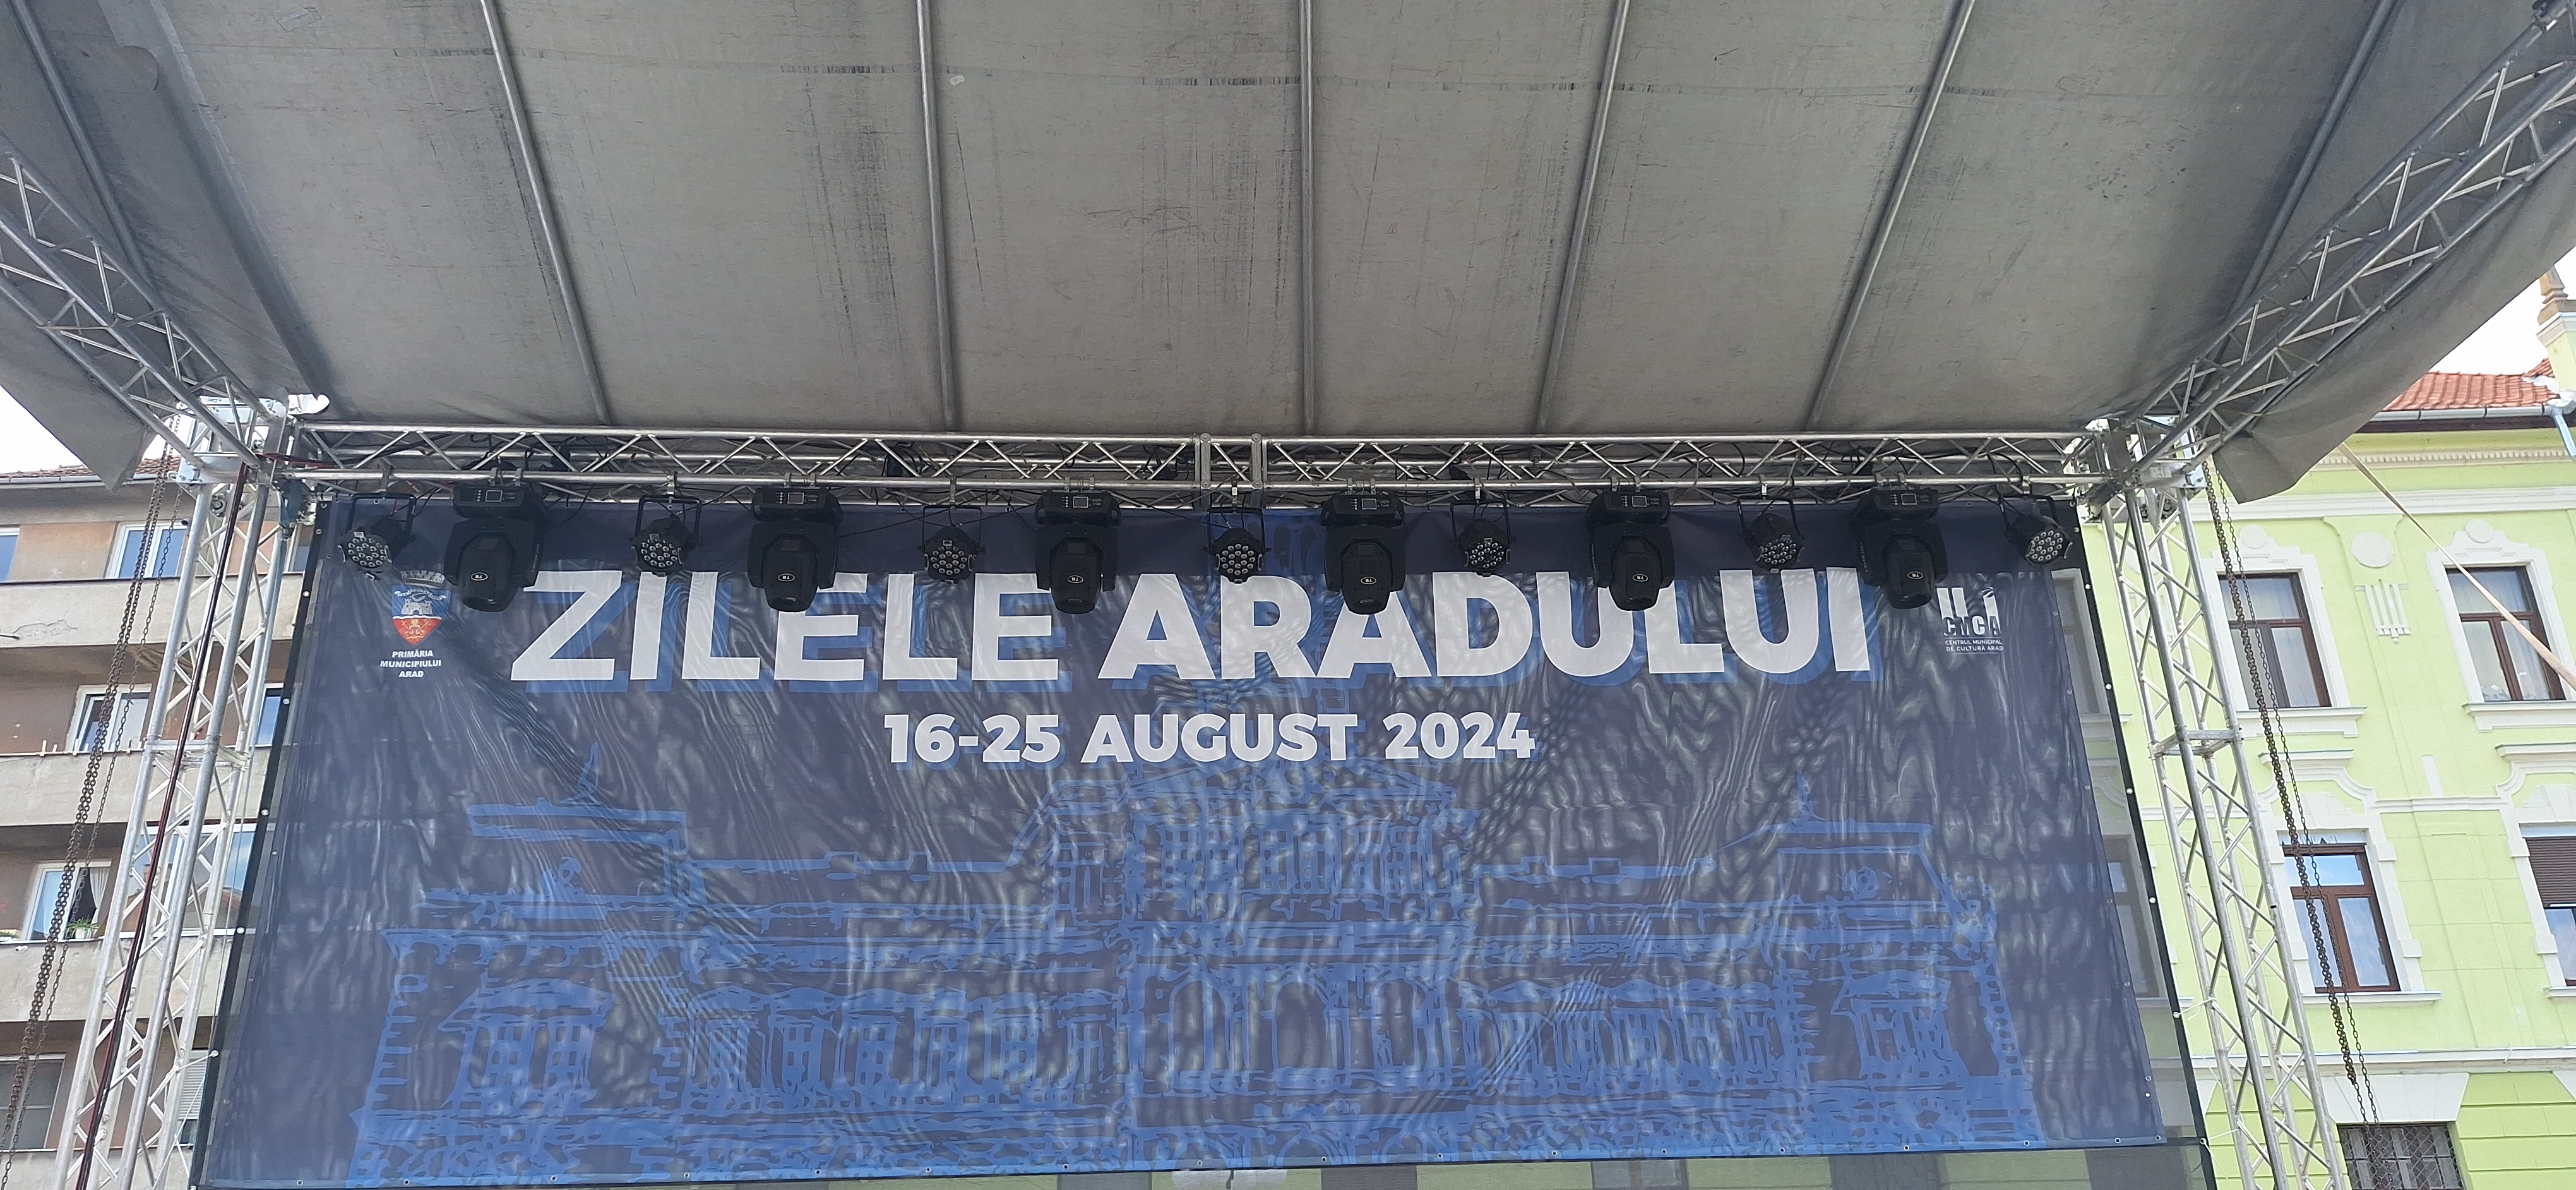 ZILELE ARADULUI
16-25 AUGUST 2024
PRIMĂRIA
MUNICIPIULUI
ARAD
CMCA
CENTRUL MUNICIPAL
DE CULTURĂ ARAD